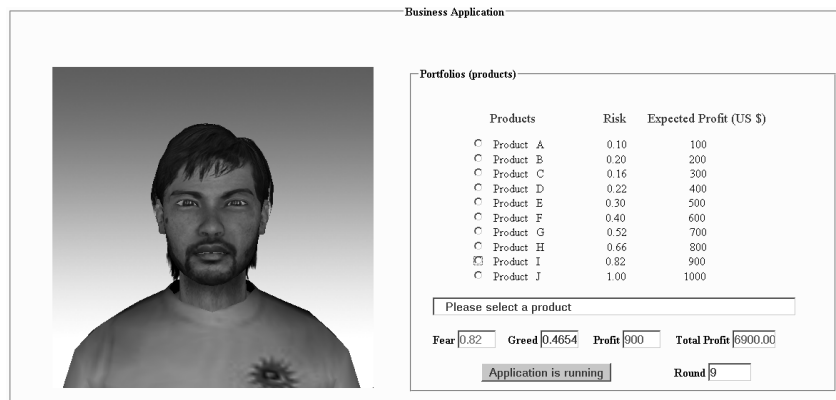 Business Application
Portfolios (products)
Products Risk Expected Profit (US $)
Product A 0.10 100
Product B 0.20 200
Product C 0.16 300
Product D 0.22 400
Product E 0.30 500
Product F 0.40 600
Product G 0.52 700
Product H 0.66 800
Product I 0.82 900
Product J 1.00 1000
Please select a product
Fear 0.82 Greed 0.4654 Profit 900 Total Profit 6900.00
Application is running Round 9